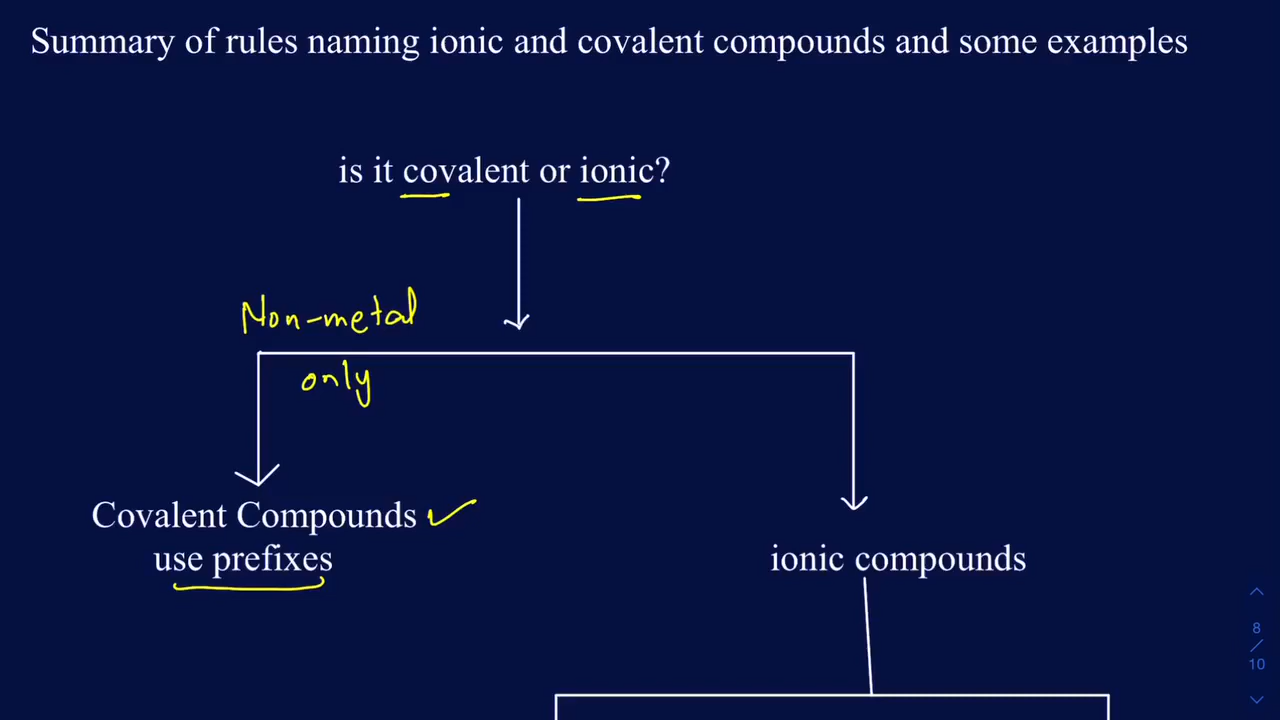 Summary of rules naming ionic and covalent compounds and some examples
is it covalent or ionic?
Non-metal
only
Covalent Compounds
use prefixes
ionic compounds
8
/
10